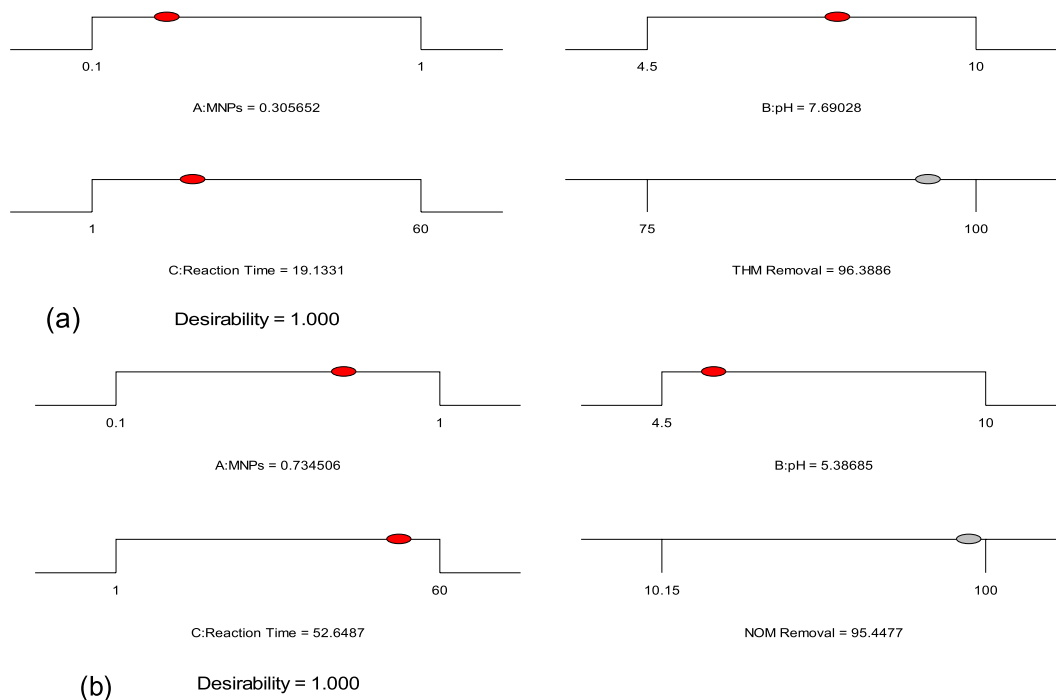 0.1 1 4.5 10
A:MNPs = 0.305652 B:pH = 7.69028
1 60 75 100
C:Reaction Time = 19.1331 THM Removal = 96.3886
(a) Desirability = 1.000
0.1 1 4.5 10
A:MNPs = 0.734506 B:pH = 5.38685
1 60 10.15 100
C:Reaction Time = 52.6487 NOM Removal = 95.4477
(b) Desirability = 1.000